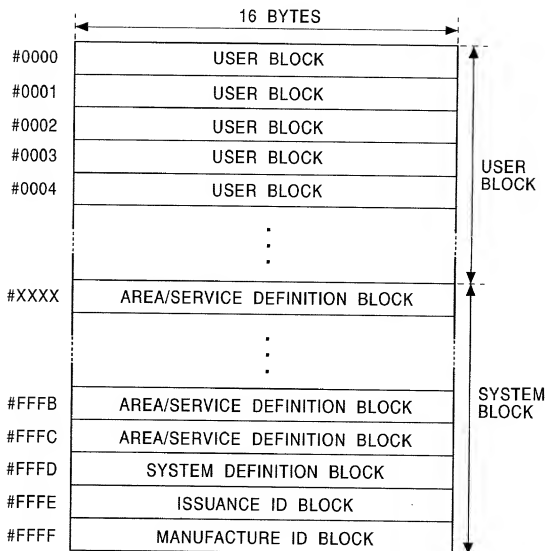 16 BYTES
#0000 USER BLOCK
#0001 USER BLOCK
#0002 USER BLOCK
#0003 USER BLOCK
#0004 USER BLOCK
USER
BLOCK
#XXXX AREA/SERVICE DEFINITION BLOCK
#FFFB AREA/SERVICE DEFINITION BLOCK
SYSTEM
BLOCK
#FFFC AREA/SERVICE DEFINITION BLOCK
#FFFD SYSTEM DEFINITION BLOCK
#FFFE ISSUANCE ID BLOCK
#FFFF MANUFACTURE ID BLOCK